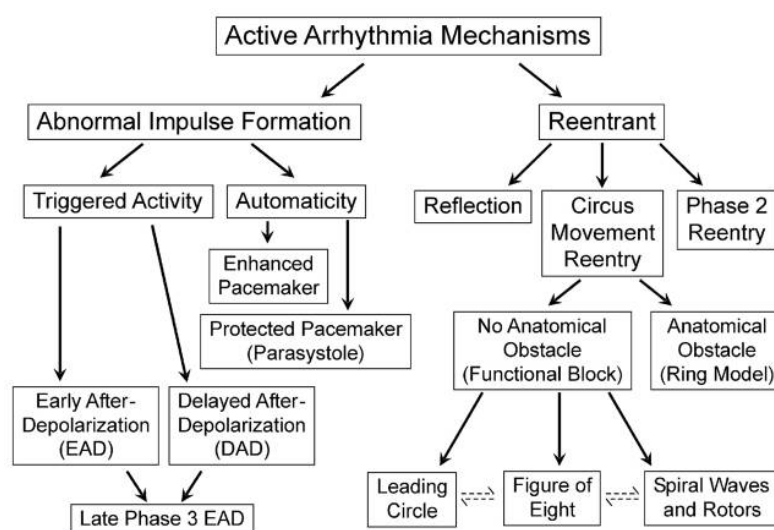 Active Arrhythmia Mechanisms
Abnormal Impulse Formation
Reentrant
Triggered Activity
Automaticity
Reflection
Circus
Movement
Reentry
Phase 2
Reentry
Enhanced
Pacemaker
Protected Pacemaker
(Parasystole)
No Anatomical
Obstacle
(Functional Block)
Anatomical
Obstacle
(Ring Model)
Early After-
Depolarization
(EAD)
Delayed After-
Depolarization
(DAD)
Late Phase 3 EAD
Leading
Circle
Figure of
Eight
Spiral Waves
and Rotors